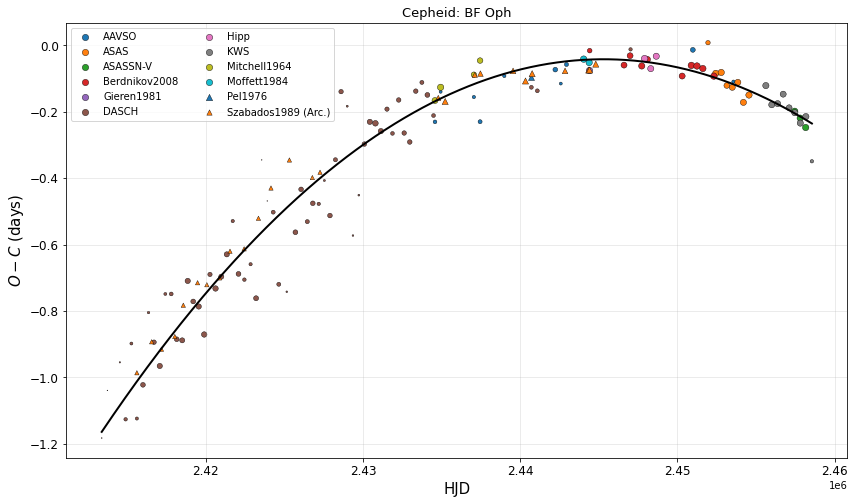 Cepheid: BF Oph
AAVSO
ASAS
ASASSN-V
Berdnikov2008
Gieren1981
DASCH
Hipp
KWS
Mitchell1964
Moffett1984
Pel1976
Szabados1989 (Arc.)
O − C (days)
0.0
−0.2
−0.4
−0.6
−0.8
−1.0
−1.2
2.42 2.43 2.44 2.45 2.46
1e6
HJD